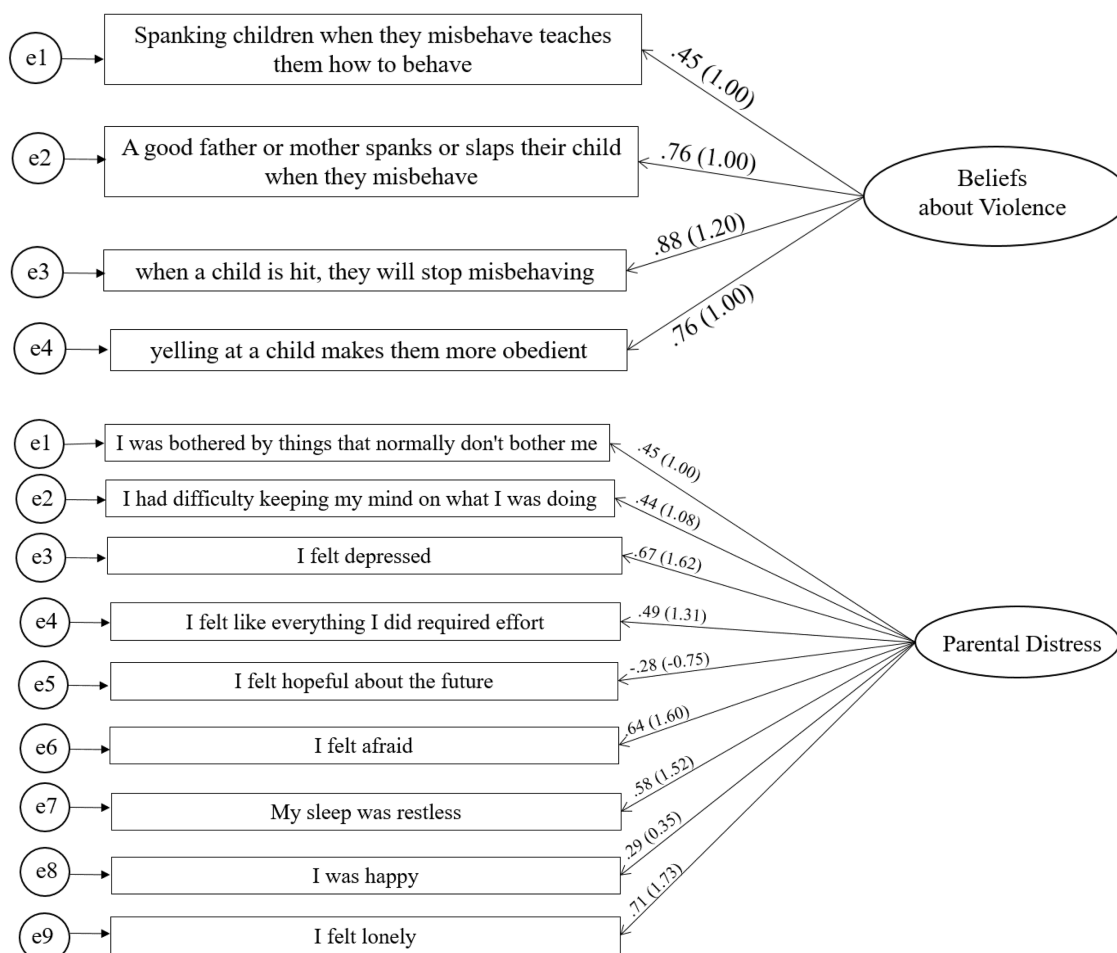 e1
Spanking children when they misbehave teaches
them how to behave
.45 (1.00)
e2
A good father or mother spanks or slaps their child
when they misbehave
.76 (1.00)
Beliefs
about Violence
e3
when a child is hit, they will stop misbehaving
.88 (1.20)
e4
yelling at a child makes them more obedient
.76 (1.00)
e1
I was bothered by things that normally don't bother me
.45 (1.00)
e2
I had difficulty keeping my mind on what I was doing
.44 (1.08)
e3
I felt depressed
.67 (1.62)
e4
I felt like everything I did required effort
.49 (1.31)
Parental Distress
e5
I felt hopeful about the future
-.28 (-0.75)
e6
I felt afraid
.64 (1.60)
e7
My sleep was restless
.58 (1.52)
e8
I was happy
.29 (0.35)
e9
I felt lonely
.71 (1.73)